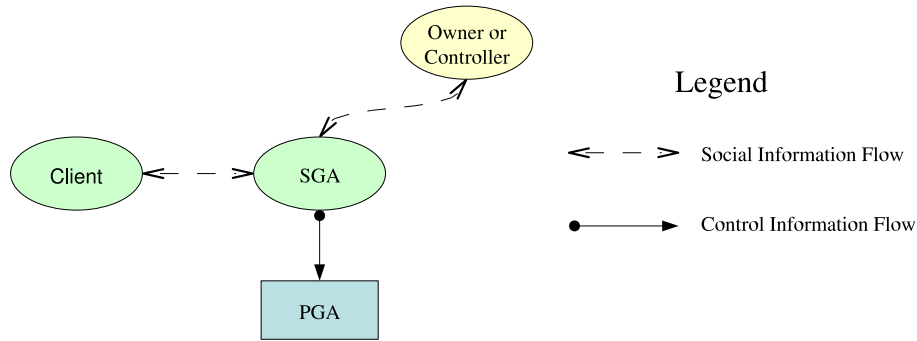 Owner or
Controller
Legend
Client
SGA
Social Information Flow
Control Information Flow
PGA